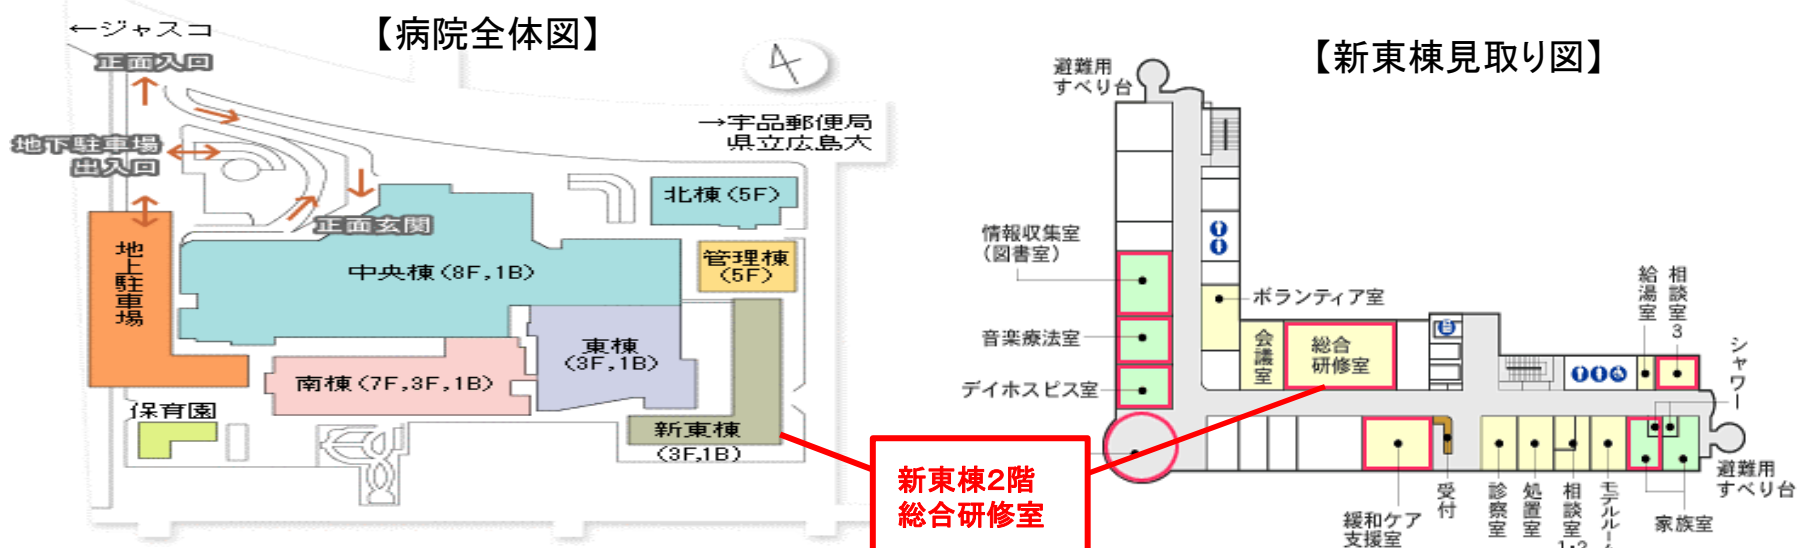 【病院全体図】
←ジャスコ
正面入口
地下駐車場
出入口
→宇品郵便局
県立広島大
北棟(5F)
正面玄関
管理棟
(5F)
中央棟(8F,1B)
地上駐車場
東棟
(3F,1B)
南棟(7F,3F,1B)
保育園
新東棟
(3F,1B)
新東棟2階
総合研修室
【新東棟見取り図】
避難用
すべり台
情報収集室
(図書室)
ボランティア室
音楽療法室
会議室
総合
研修室
給湯室
相談室3
シャワー
デイホスピス室
避難用
すべり台
緩和ケア
支援室
受付
診察室
処置室
相談室
1・2
モデルルーム
家族室